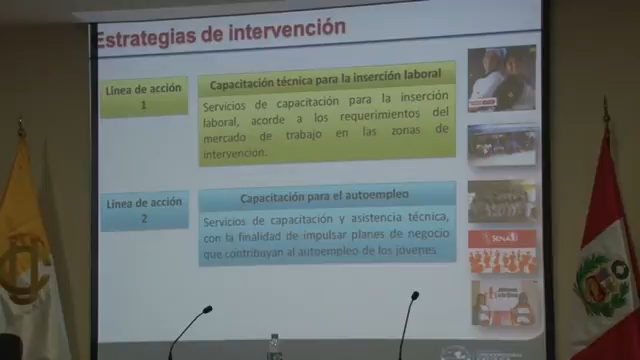 Estrategias de intervención
Línea de acción
1
Capacitación técnica para la inserción laboral
Servicios de capacitación para la inserción
laboral, acorde a los requerimientos del
mercado de trabajo en las zonas de
intervención.
Línea de acción
2
Capacitación para el autoempleo
Servicios de capacitación y asistencia técnica,
con la finalidad de impulsar planes de negocio
que contribuyan al autoempleo de los jóvenes.